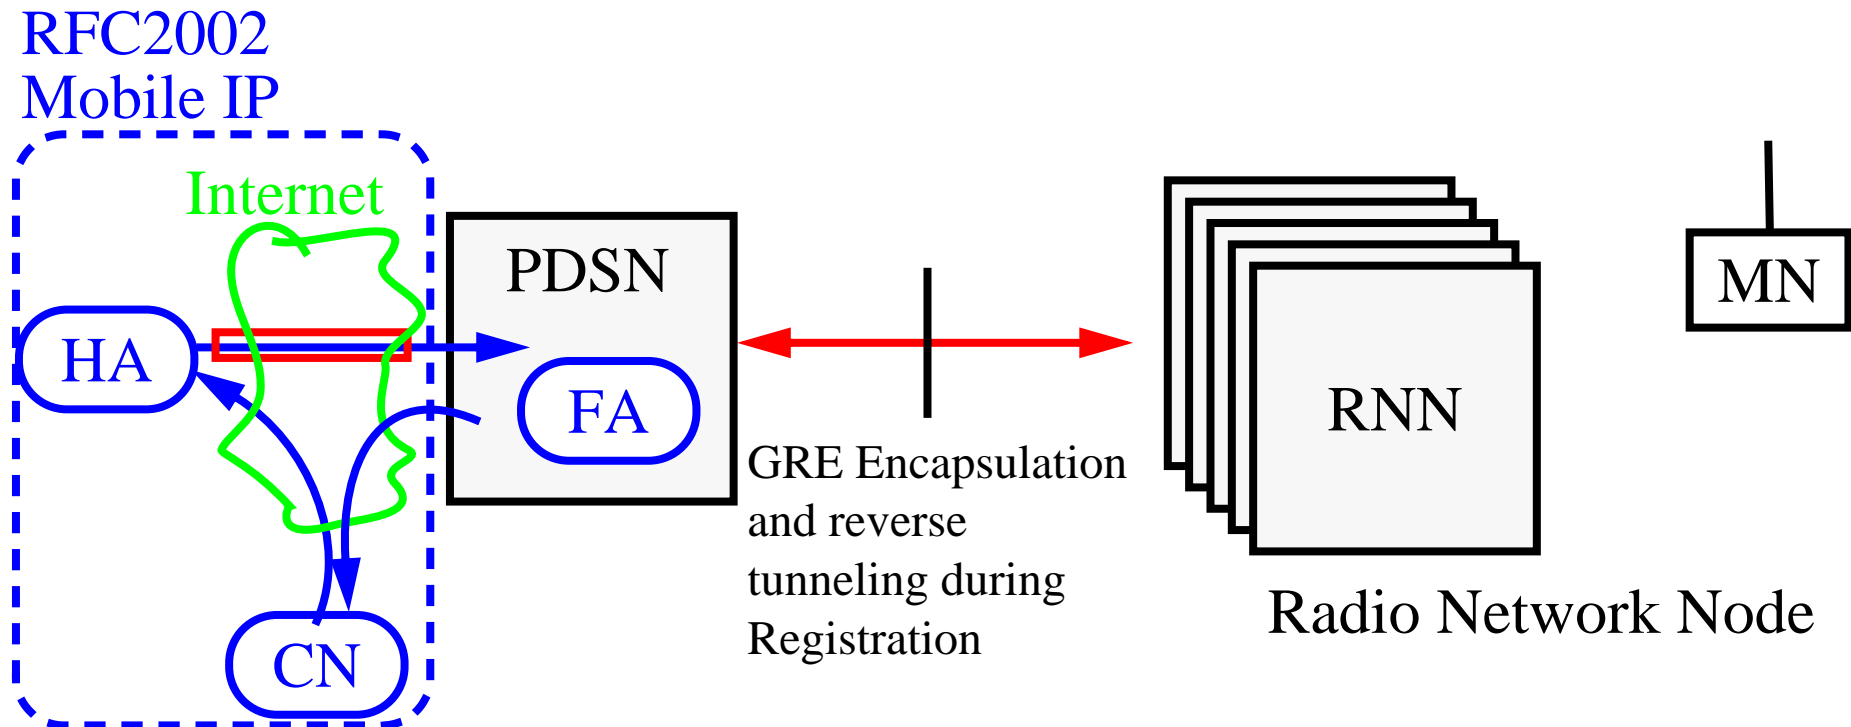 RFC2002
Mobile IP
Internet
PDSN
HA
FA
CN
GRE Encapsulation
and reverse
tunneling during
Registration
RNN
Radio Network Node
MN